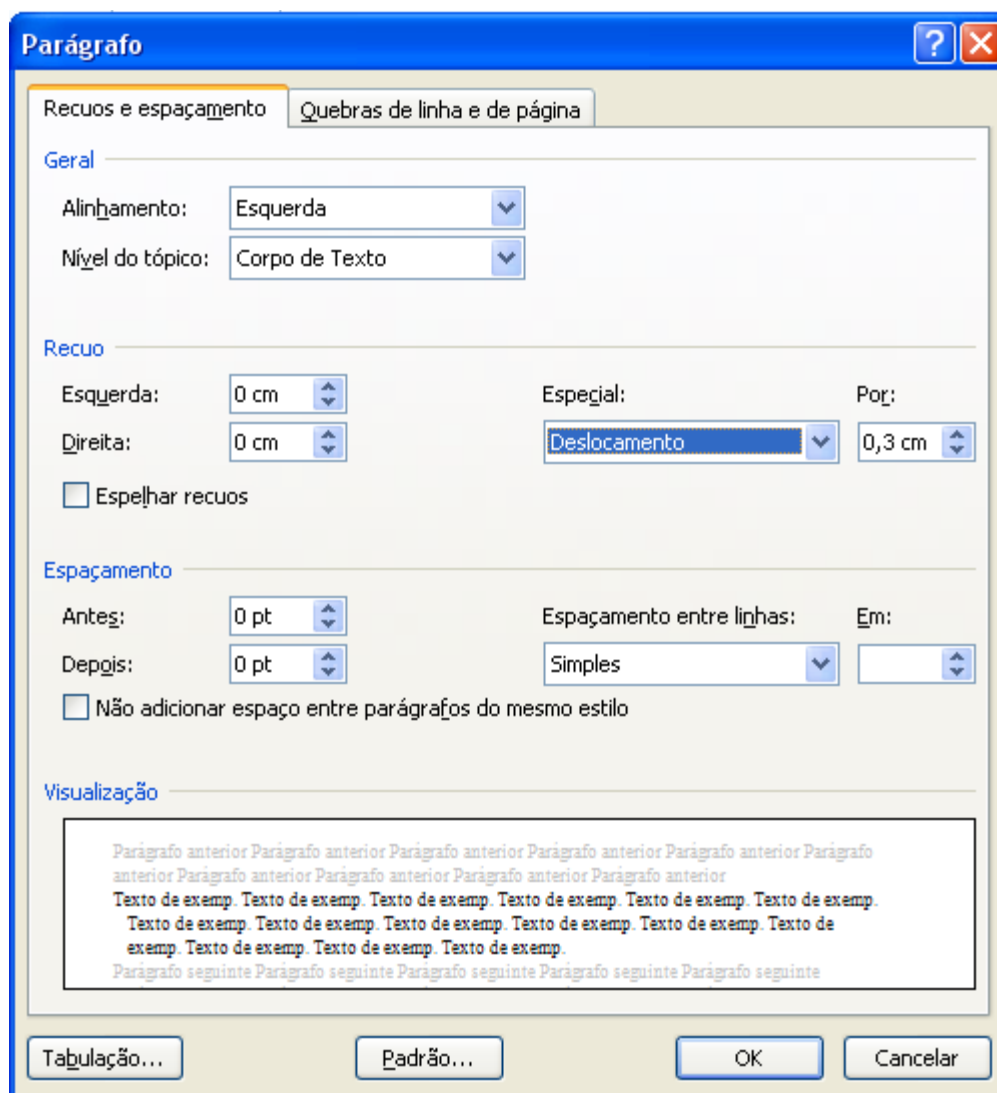 Parágrafo
Recuos e espaçamento Quebras de linha e de página
Geral
Alinhamento: Esquerda
Nível do tópico: Corpo de Texto
Recuo
Esquerda: 0 cm Especial: Por:
Direita: 0 cm Deslocamento 0,3 cm
Espelhar recuos
Espaçamento
Antes: 0 pt Espaçamento entre linhas: Em:
Depois: 0 pt Simples
Não adicionar espaço entre parágrafos do mesmo estilo
Visualização
Parágrafo anterior Parágrafo anterior Parágrafo anterior Parágrafo anterior Parágrafo anterior Parágrafo
anterior Parágrafo anterior Parágrafo anterior Parágrafo anterior Parágrafo anterior
Texto de exemp. Texto de exemp. Texto de exemp. Texto de exemp. Texto de exemp. Texto de exemp.
Texto de exemp. Texto de exemp. Texto de exemp. Texto de exemp. Texto de exemp. Texto de
exemp. Texto de exemp. Texto de exemp. Texto de exemp.
Parágrafo seguinte Parágrafo seguinte Parágrafo seguinte Parágrafo seguinte Parágrafo seguinte
Tabulação... Padrão... OK Cancelar